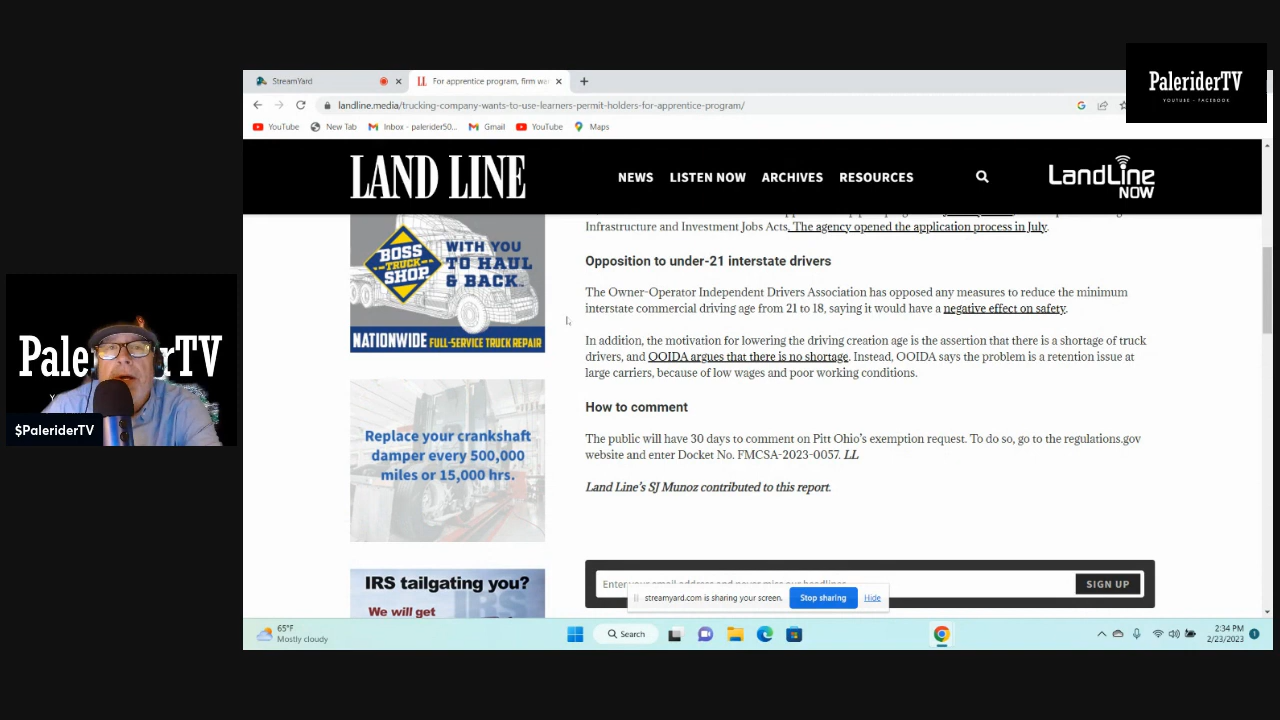 StreamYard
For apprentice program, firm wa
landline.media/trucking-company-wants-to-use-learners-permit-holders-for-apprentice-program/
YouTube
New Tab
Inbox - palerider50...
Gmail
YouTube
Maps
PaleriderTV
YOUTUBE - FACEBOOK
LAND LINE
NEWS
LISTEN NOW
ARCHIVES
RESOURCES
LandLine
NOW
Infrastructure and Investment Jobs Acts. The agency opened the application process in July.
Opposition to under-21 interstate drivers
The Owner-Operator Independent Drivers Association has opposed any measures to reduce the minimum
interstate commercial driving age from 21 to 18, saying it would have a negative effect on safety.
In addition, the motivation for lowering the driving creation age is the assertion that there is a shortage of truck
drivers, and OOIDA argues that there is no shortage. Instead, OOIDA says the problem is a retention issue at
large carriers, because of low wages and poor working conditions.
How to comment
The public will have 30 days to comment on Pitt Ohio's exemption request. To do so, go to the regulations.gov
website and enter Docket No. FMCSA-2023-0057. LL
Land Line's SJ Munoz contributed to this report.
BOSS
TRUCK
SHOP
WITH YOU
TO HAUL
& BACK
NATIONWIDE FULL-SERVICE TRUCK REPAIR
Replace your crankshaft
damper every 500,000
miles or 15,000 hrs.
IRS tailgating you?
We will get
SIGN UP
streamyard.com is sharing your screen.
Stop sharing
Hide
$PaleriderTV
65°F
Mostly cloudy
Search
2:34 PM
2/23/2023
1